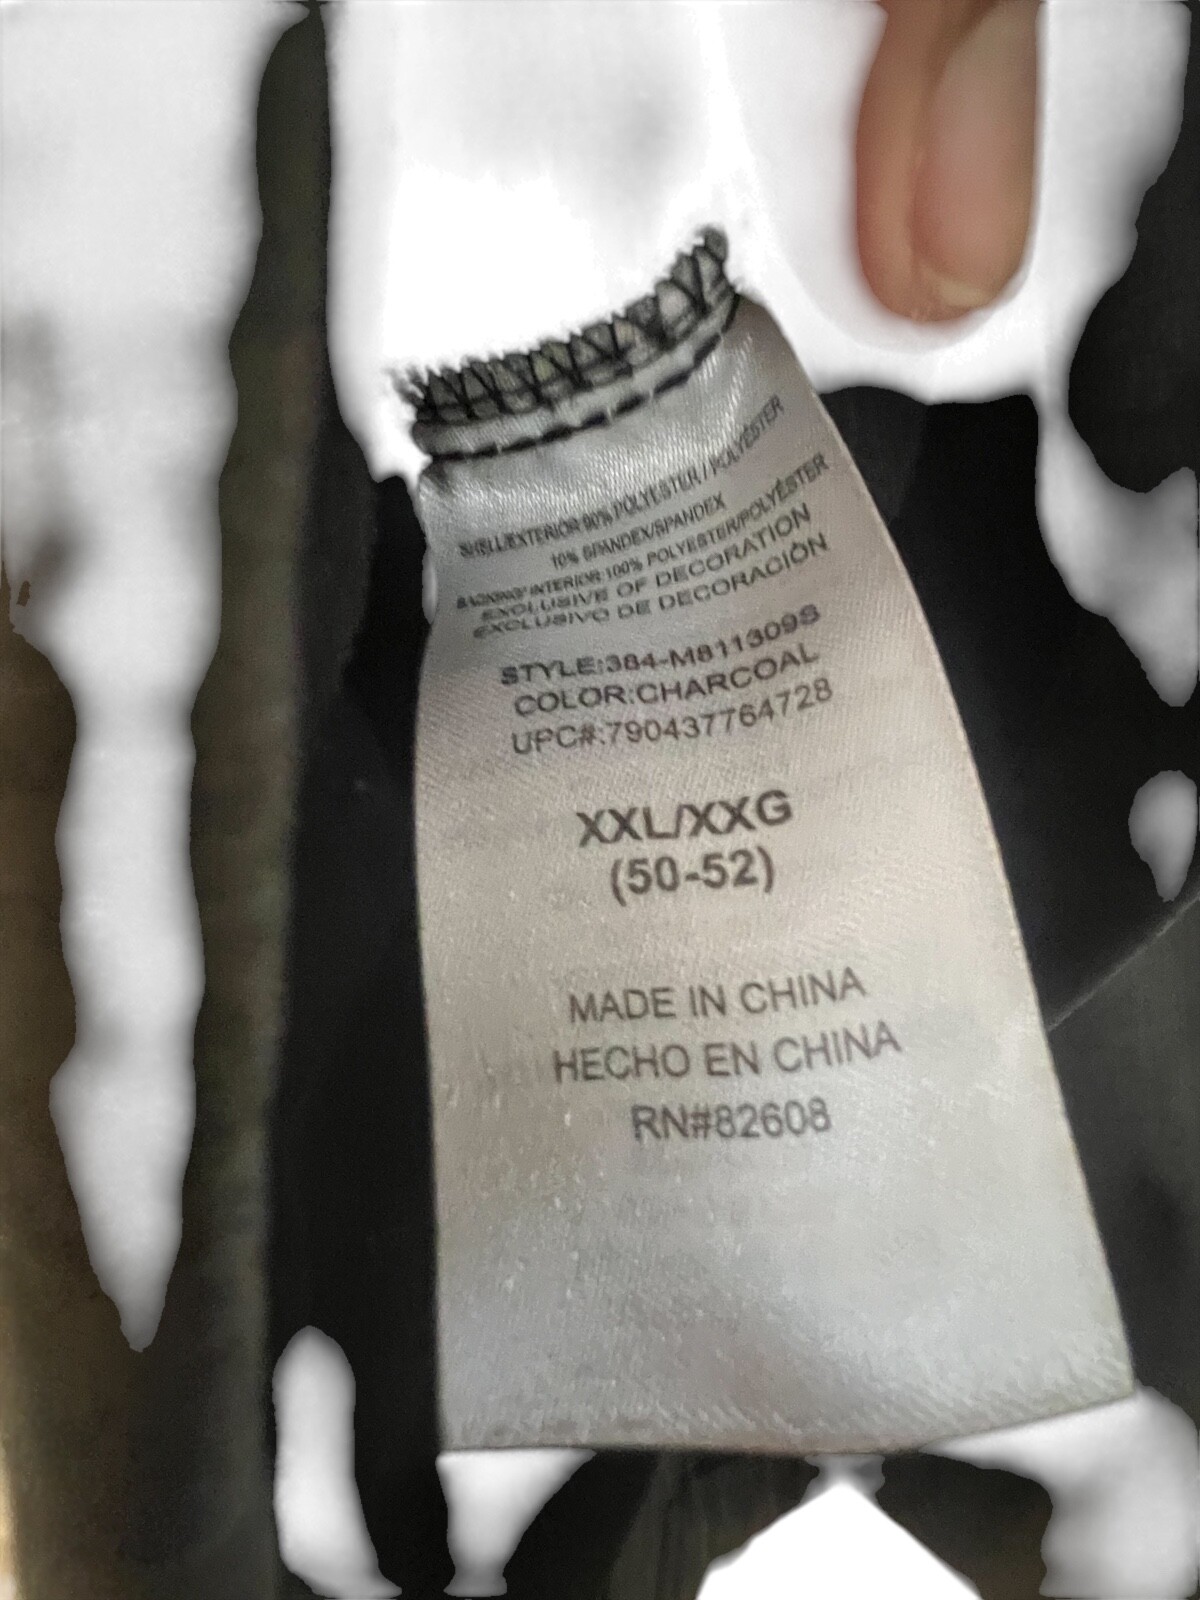 SHELL/EXTERIOR:90% POLYESTER / POLYÉSTER
10% SPANDEX/SPANDEX
BACKING/ INTERIOR:100% POLYESTER/POLYÉSTER
EXCLUSIVE OF DECORATION
EXCLUSIVO DE DECORACIÓN
STYLE:384-M811309S
COLOR:CHARCOAL
UPC#:790437764728
XXL/XXG
(50-52)
MADE IN CHINA
HECHO EN CHINA
RN#82608